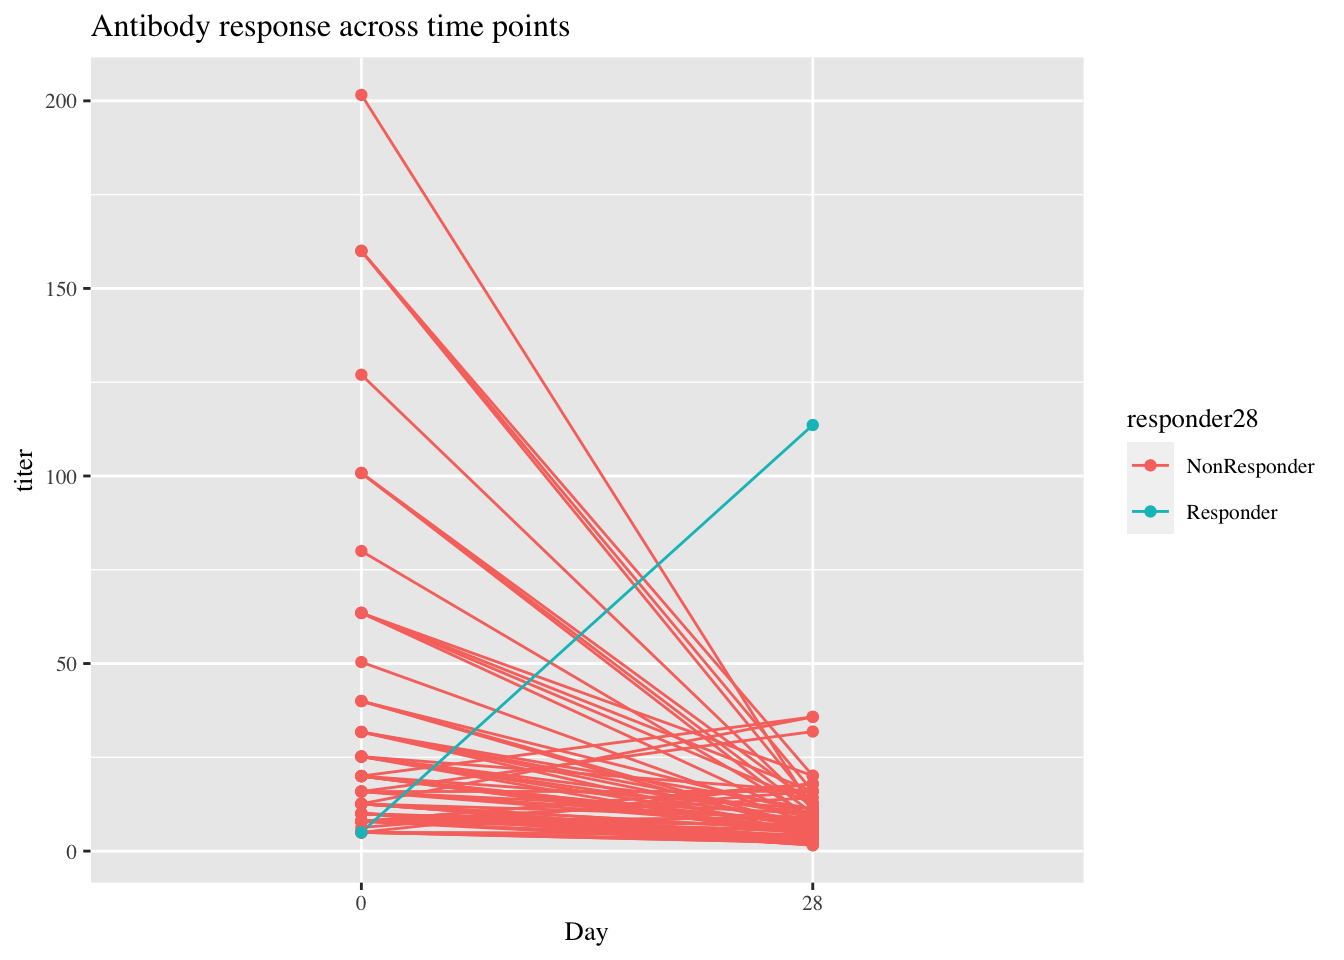 Antibody response across time points
200
150
100
50
0
titer
0 28
Day
responder28
NonResponder
Responder